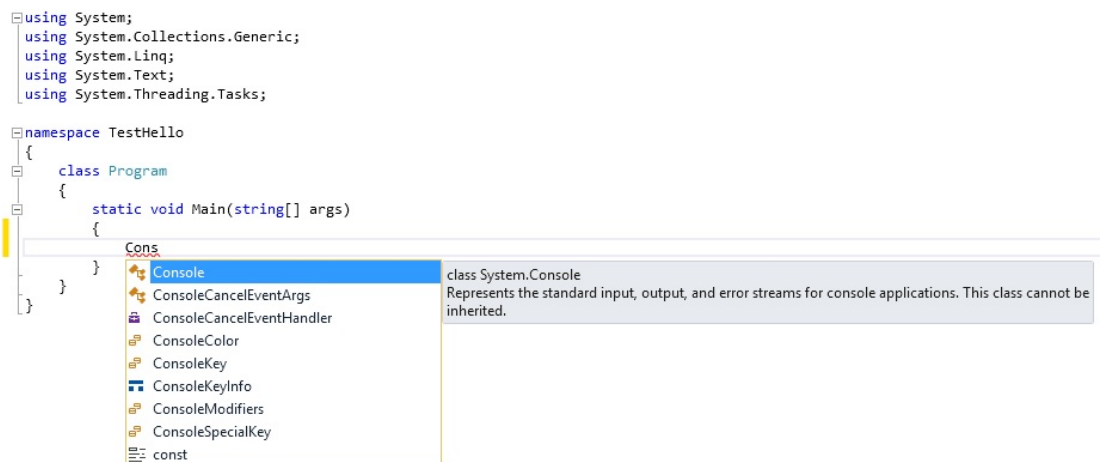 using System;
using System.Collections.Generic;
using System.Linq;
using System.Text;
using System.Threading.Tasks;
namespace TestHello
{
class Program
{
static void Main(string[] args)
{
Cons
}
}
}
Console
ConsoleCancelEventArgs
ConsoleCancelEventHandler
ConsoleColor
ConsoleKey
ConsoleKeyInfo
ConsoleModifiers
ConsoleSpecialKey
const
class System.Console
Represents the standard input, output, and error streams for console applications. This class cannot be
inherited.